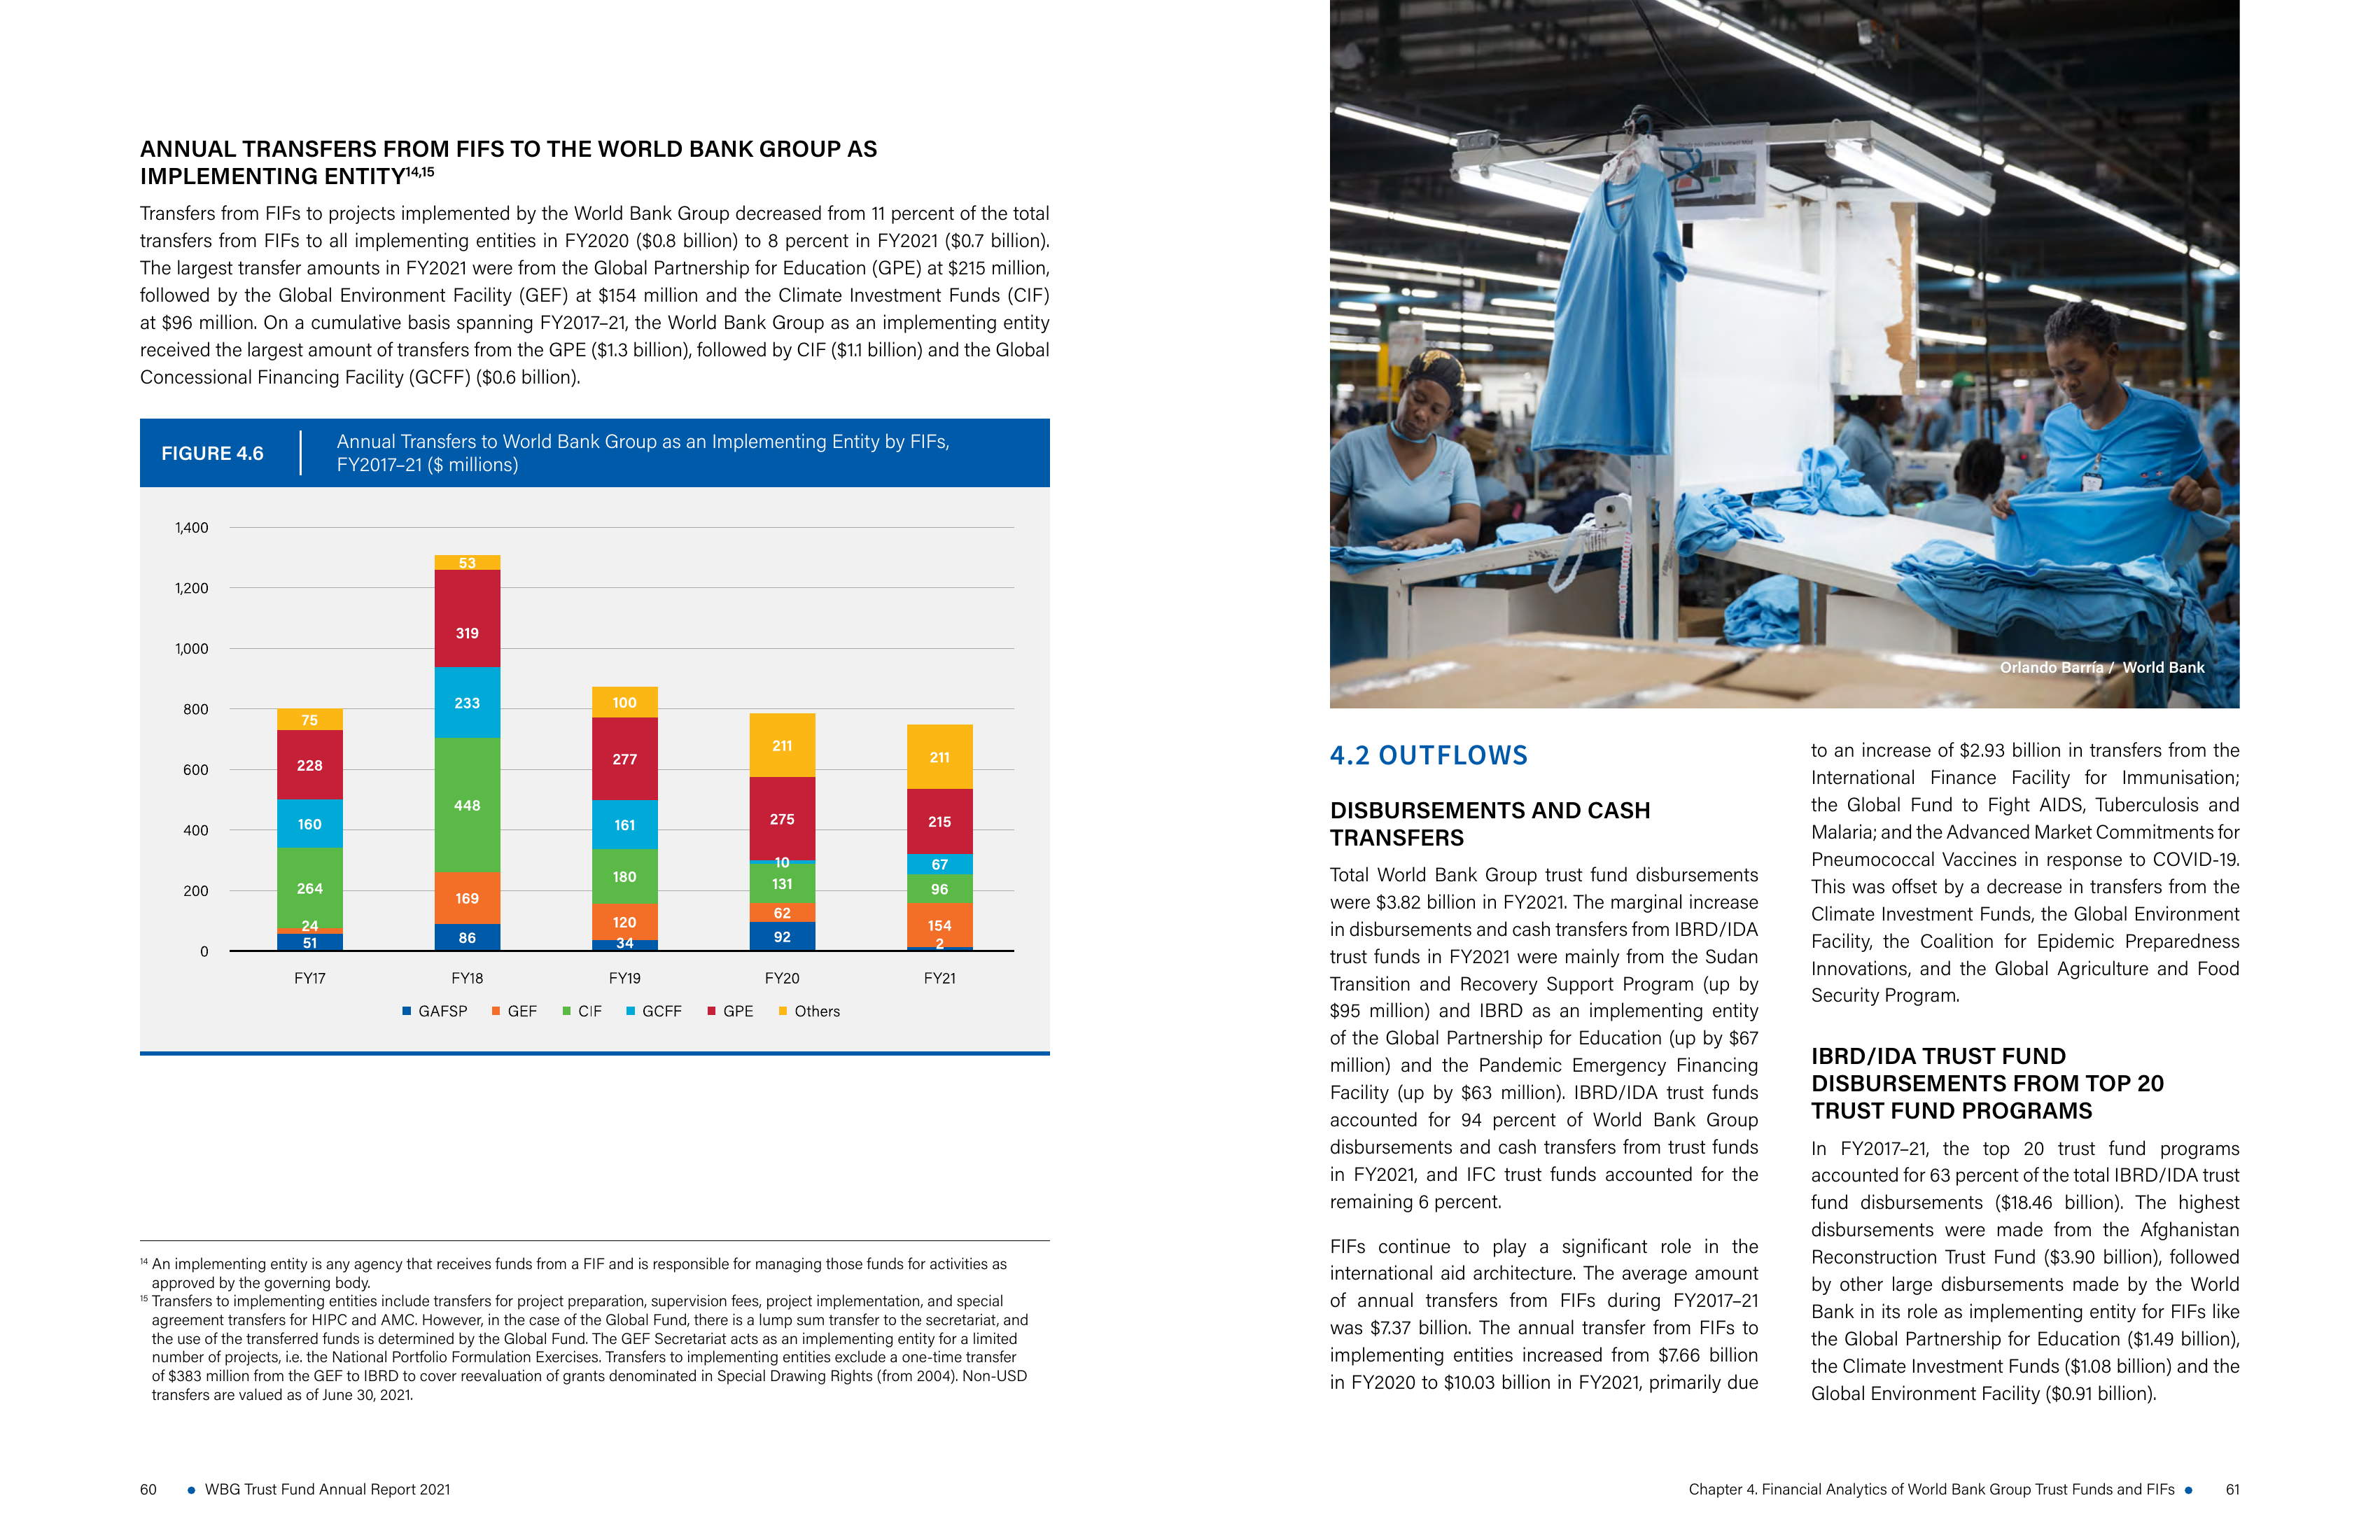 ANNUAL TRANSFERS FROM FIFS TO THE WORLD BANK GROUP AS
IMPLEMENTING ENTITY14,15
Transfers from FIFs to projects implemented by the World Bank Group decreased from 11 percent of the total
transfers from FIFs to all implementing entities in FY2020 ($0.8 billion) to 8 percent in FY2021 ($0.7 billion).
The largest transfer amounts in FY2021 were from the Global Partnership for Education (GPE) at $215 million,
followed by the Global Environment Facility (GEF) at $154 million and the Climate Investment Funds (CIF)
at $96 million. On a cumulative basis spanning FY2017–21, the World Bank Group as an implementing entity
received the largest amount of transfers from the GPE ($1.3 billion), followed by CIF ($1.1 billion) and the Global
Concessional Financing Facility (GCFF) ($0.6 billion).
FIGURE 4.6
Annual Transfers to World Bank Group as an Implementing Entity by FIFs,
FY2017–21 ($ millions)
1,400
1,200
1,000
800
600
400
200
0
75
228
160
264
24
51
53
319
233
448
169
86
100
277
161
180
120
34
211
275
10
131
62
92
211
215
67
96
154
2
FY17 FY18 FY19 FY20 FY21
GAFSP GEF CIF GCFF GPE Others
14 An implementing entity is any agency that receives funds from a FIF and is responsible for managing those funds for activities as
approved by the governing body.
15 Transfers to implementing entities include transfers for project preparation, supervision fees, project implementation, and special
agreement transfers for HIPC and AMC. However, in the case of the Global Fund, there is a lump sum transfer to the secretariat, and
the use of the transferred funds is determined by the Global Fund. The GEF Secretariat acts as an implementing entity for a limited
number of projects, i.e. the National Portfolio Formulation Exercises. Transfers to implementing entities exclude a one-time transfer
of $383 million from the GEF to IBRD to cover reevaluation of grants denominated in Special Drawing Rights (from 2004). Non-USD
transfers are valued as of June 30, 2021.
60 • WBG Trust Fund Annual Report 2021
Orlando Barría / World Bank
4.2 OUTFLOWS
DISBURSEMENTS AND CASH
TRANSFERS
Total World Bank Group trust fund disbursements
were $3.82 billion in FY2021. The marginal increase
in disbursements and cash transfers from IBRD/IDA
trust funds in FY2021 were mainly from the Sudan
Transition and Recovery Support Program (up by
$95 million) and IBRD as an implementing entity
of the Global Partnership for Education (up by $67
million) and the Pandemic Emergency Financing
Facility (up by $63 million). IBRD/IDA trust funds
accounted for 94 percent of World Bank Group
disbursements and cash transfers from trust funds
in FY2021, and IFC trust funds accounted for the
remaining 6 percent.
FIFs continue to play a significant role in the
international aid architecture. The average amount
of annual transfers from FIFs during FY2017–21
was $7.37 billion. The annual transfer from FIFs to
implementing entities increased from $7.66 billion
in FY2020 to $10.03 billion in FY2021, primarily due
to an increase of $2.93 billion in transfers from the
International Finance Facility for Immunisation;
the Global Fund to Fight AIDS, Tuberculosis and
Malaria; and the Advanced Market Commitments for
Pneumococcal Vaccines in response to COVID-19.
This was offset by a decrease in transfers from the
Climate Investment Funds, the Global Environment
Facility, the Coalition for Epidemic Preparedness
Innovations, and the Global Agriculture and Food
Security Program.
IBRD/IDA TRUST FUND
DISBURSEMENTS FROM TOP 20
TRUST FUND PROGRAMS
In FY2017–21, the top 20 trust fund programs
accounted for 63 percent of the total IBRD/IDA trust
fund disbursements ($18.46 billion). The highest
disbursements were made from the Afghanistan
Reconstruction Trust Fund ($3.90 billion), followed
by other large disbursements made by the World
Bank in its role as implementing entity for FIFs like
the Global Partnership for Education ($1.49 billion),
the Climate Investment Funds ($1.08 billion) and the
Global Environment Facility ($0.91 billion).
Chapter 4. Financial Analytics of World Bank Group Trust Funds and FIFs • 61